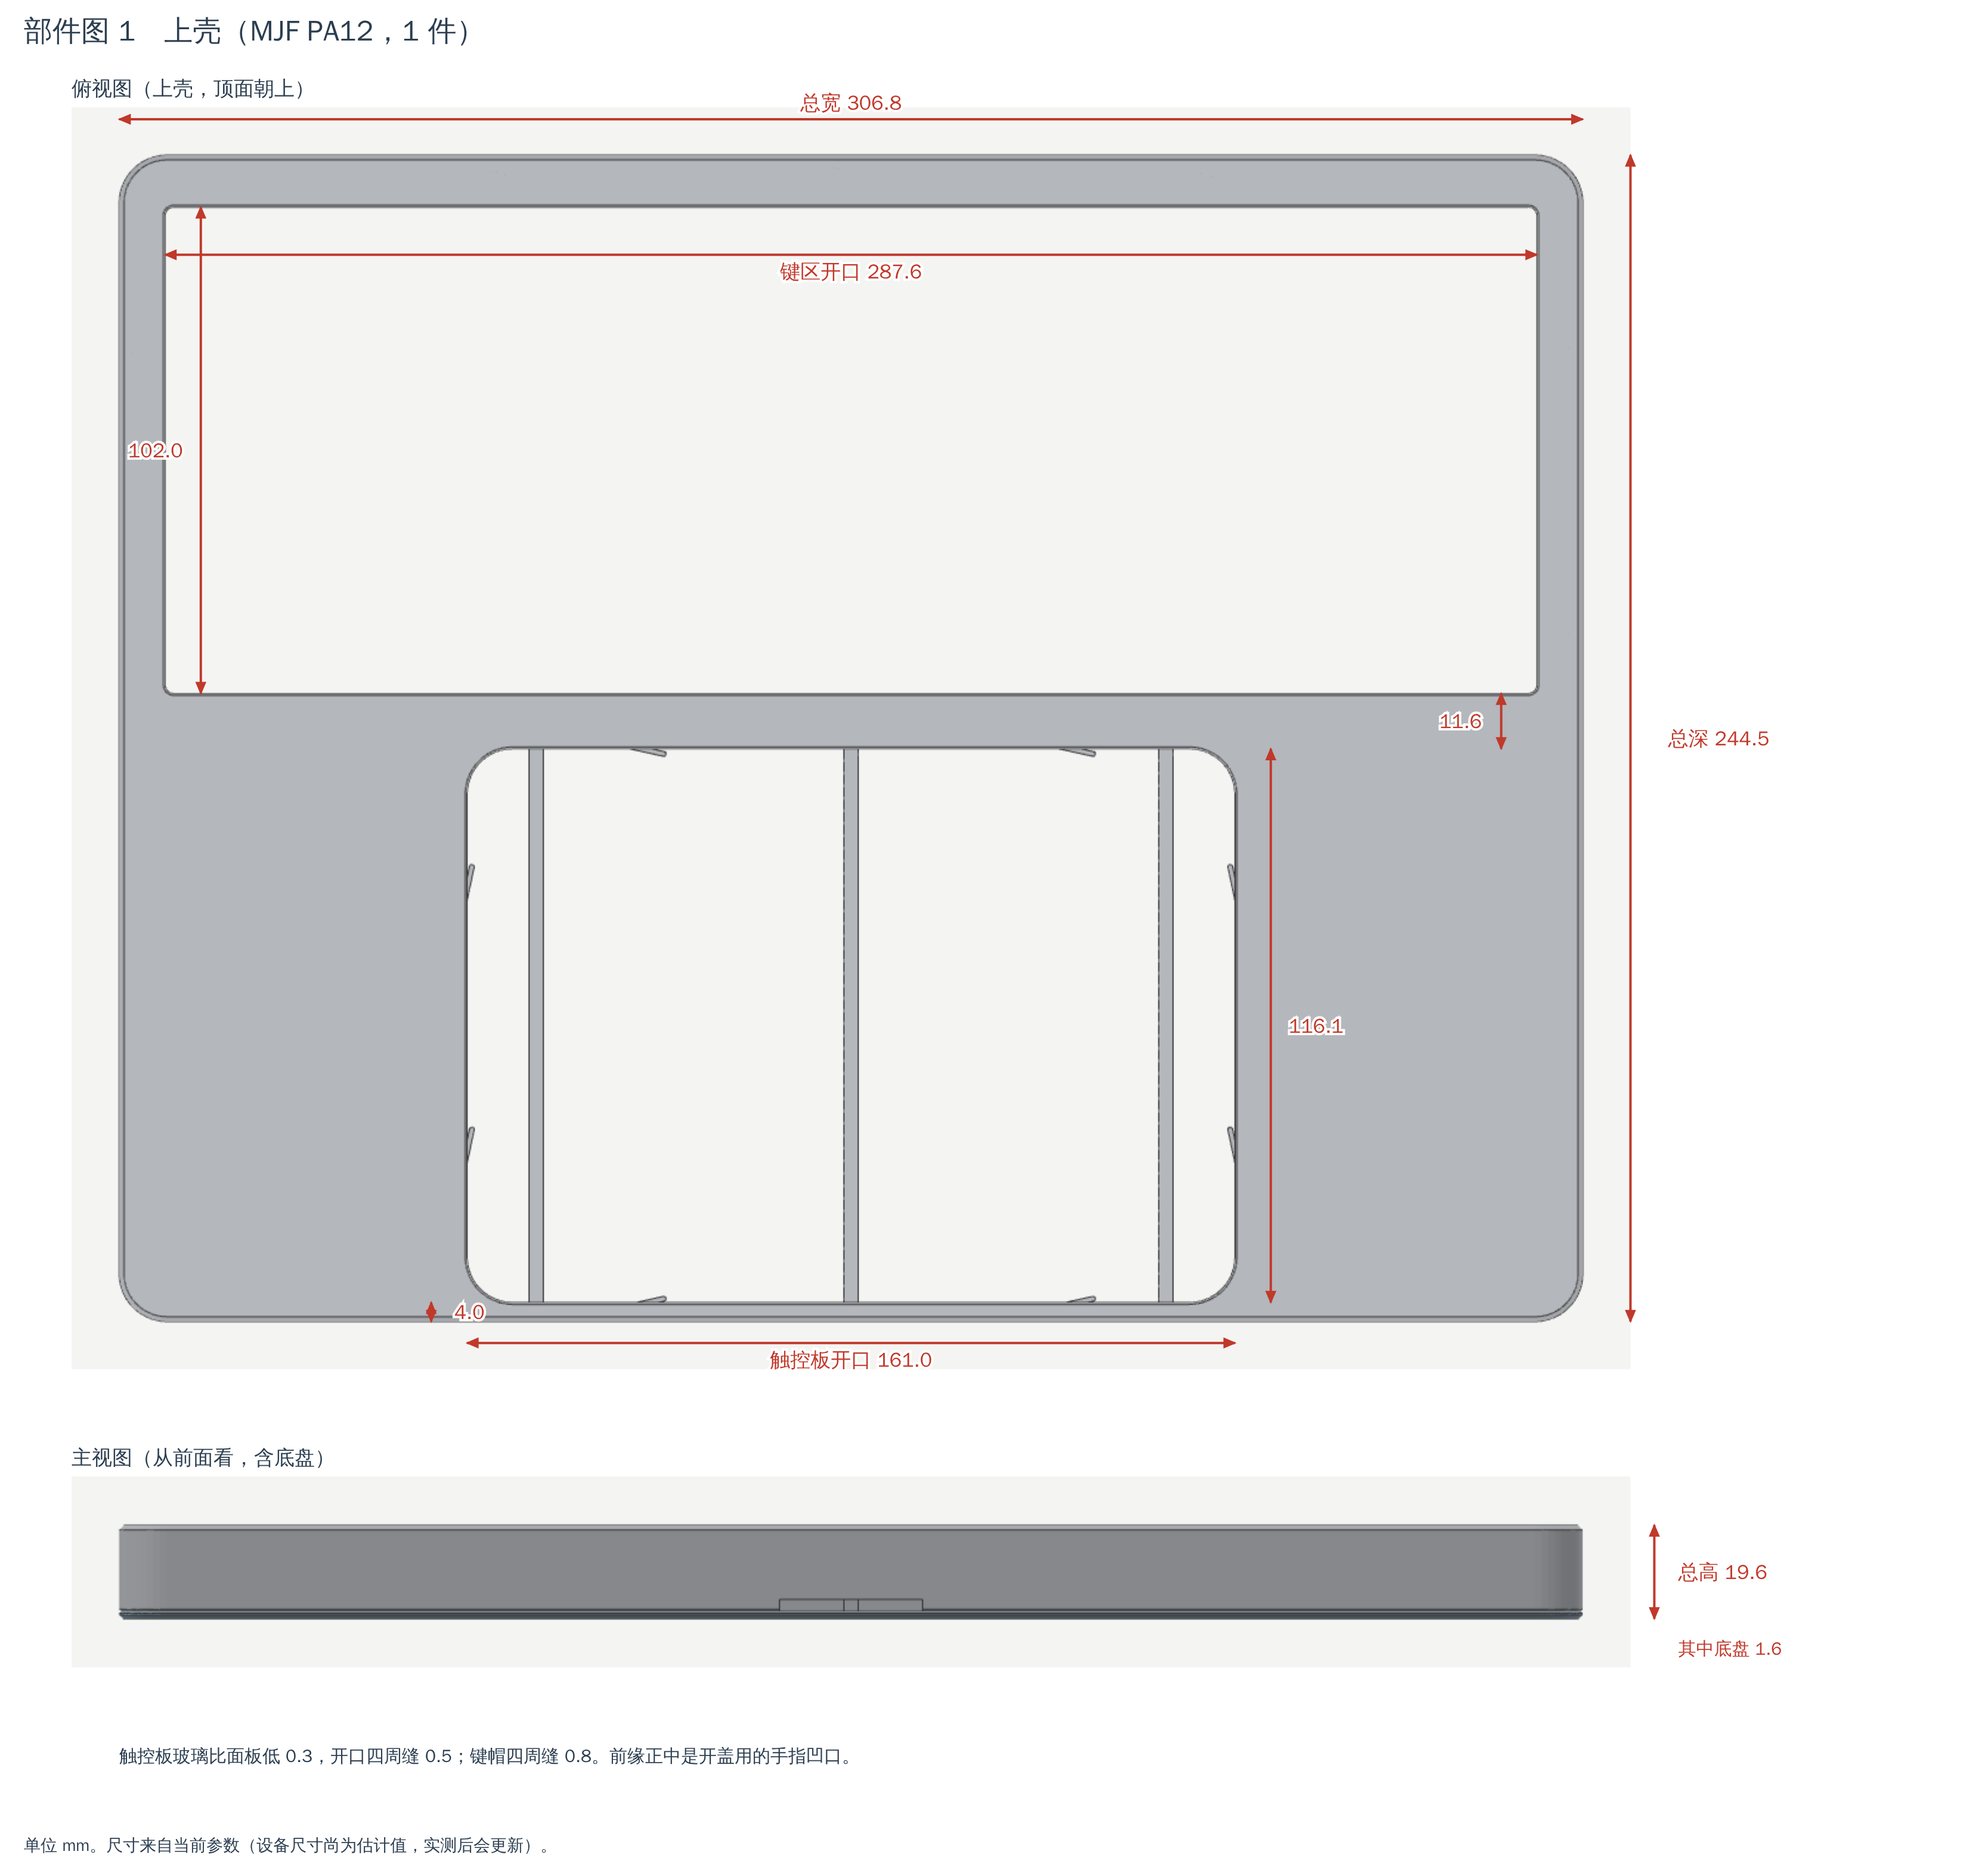 部件图 1　上壳（MJF PA12，1 件）
俯视图（上壳，顶面朝上）
总宽 306.8
键区开口 287.6
102.0
11.6
总深 244.5
116.1
4.0
触控板开口 161.0
主视图（从前面看，含底盘）
总高 19.6
其中底盘 1.6
触控板玻璃比面板低 0.3，开口四周缝 0.5；键帽四周缝 0.8。前缘正中是开盖用的手指凹口。
单位 mm。尺寸来自当前参数（设备尺寸尚为估计值，实测后会更新）。